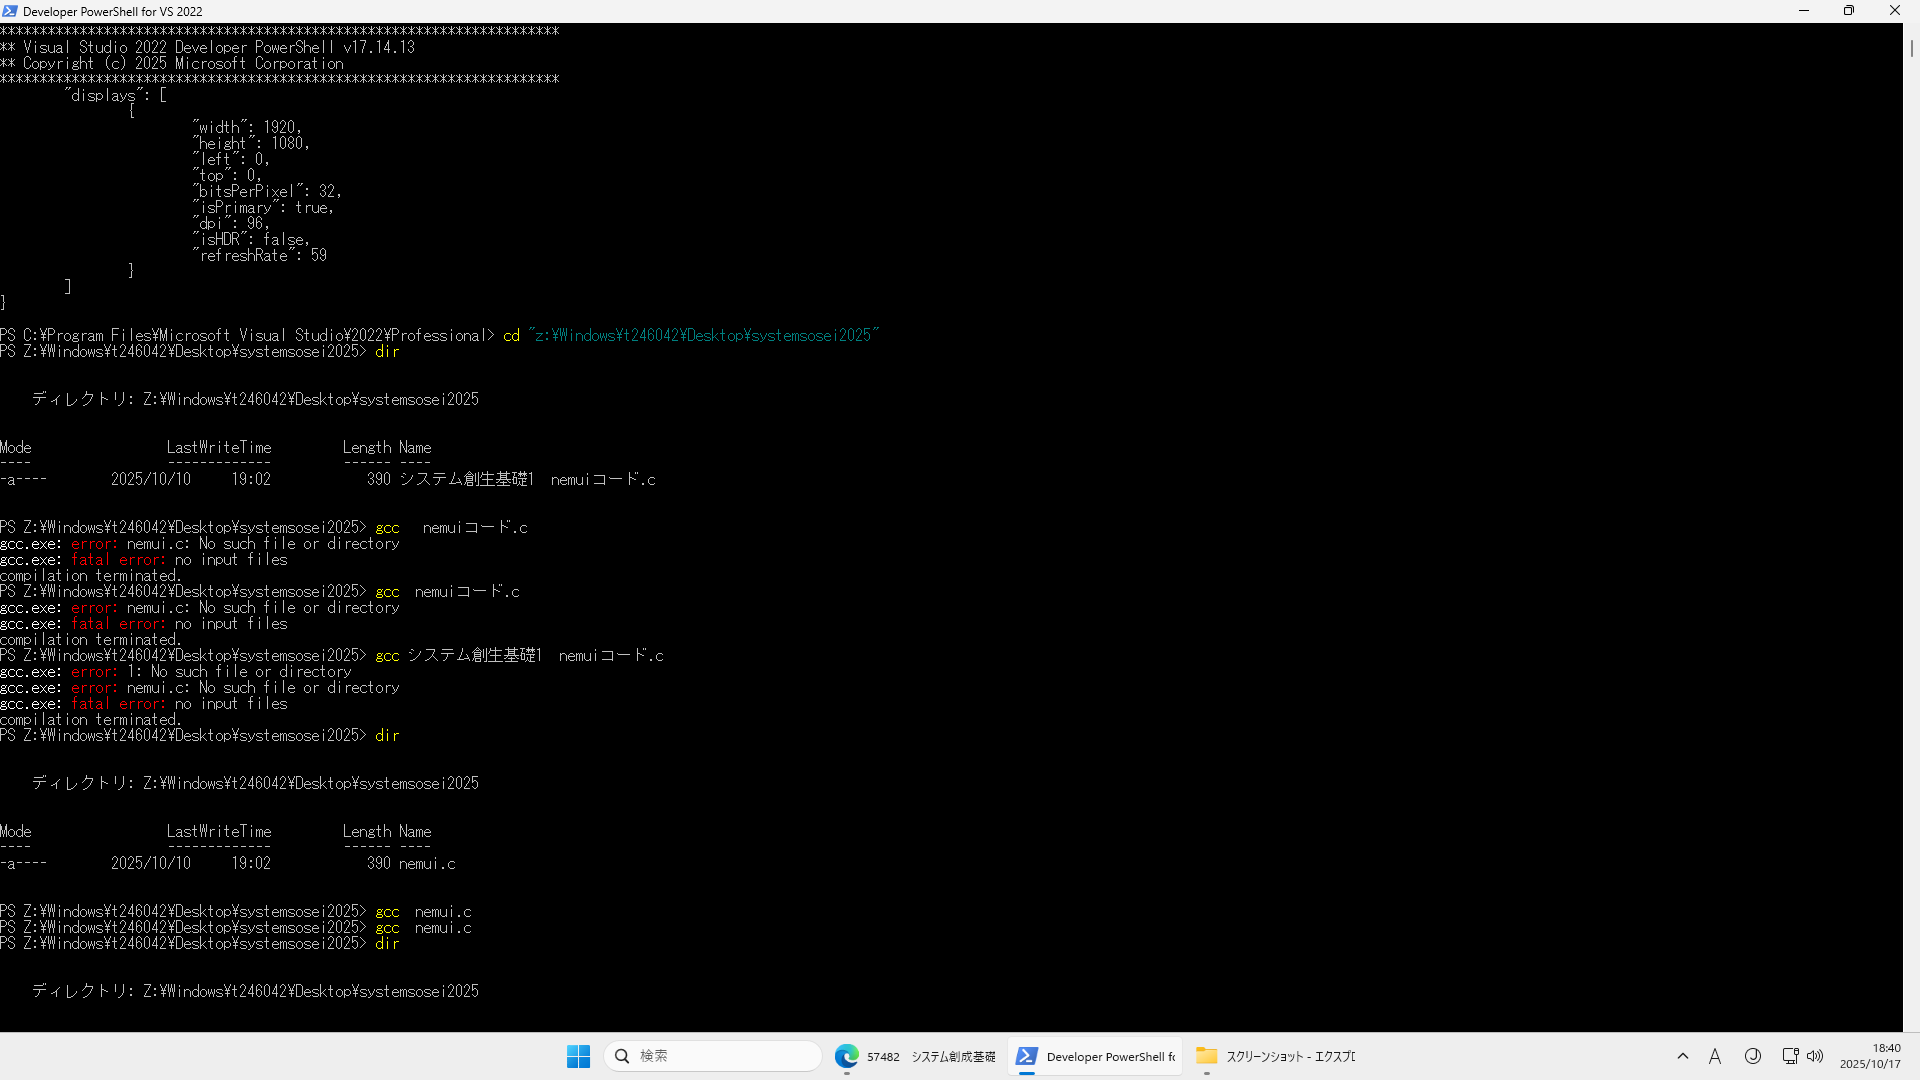 Developer PowerShell for VS 2022
**********************************************************************
** Visual Studio 2022 Developer PowerShell v17.14.13
** Copyright (c) 2025 Microsoft Corporation
**********************************************************************
"displays": [
{
"width": 1920,
"height": 1080,
"left": 0,
"top": 0,
"bitsPerPixel": 32,
"isPrimary": true,
"dpi": 96,
"isHDR": false,
"refreshRate": 59
}
]
}
PS C:¥Program Files¥Microsoft Visual Studio¥2022¥Professional> cd "z:¥Windows¥t246042¥Desktop¥systemsosei2025"
PS Z:¥Windows¥t246042¥Desktop¥systemsosei2025> dir
ディレクトリ: Z:¥Windows¥t246042¥Desktop¥systemsosei2025
Mode LastWriteTime Length Name
---- ------------- ------ ----
-a---- 2025/10/10 19:02 390 システム創生基礎1　nemuiコード.c
PS Z:¥Windows¥t246042¥Desktop¥systemsosei2025> gcc 　nemuiコード.c
gcc.exe: error: nemui.c: No such file or directory
gcc.exe: fatal error: no input files
compilation terminated.
PS Z:¥Windows¥t246042¥Desktop¥systemsosei2025> gcc  nemuiコード.c
gcc.exe: error: nemui.c: No such file or directory
gcc.exe: fatal error: no input files
compilation terminated.
PS Z:¥Windows¥t246042¥Desktop¥systemsosei2025> gcc システム創生基礎1　nemuiコード.c
gcc.exe: error: 1: No such file or directory
gcc.exe: error: nemui.c: No such file or directory
gcc.exe: fatal error: no input files
compilation terminated.
PS Z:¥Windows¥t246042¥Desktop¥systemsosei2025> dir
ディレクトリ: Z:¥Windows¥t246042¥Desktop¥systemsosei2025
Mode LastWriteTime Length Name
---- ------------- ------ ----
-a---- 2025/10/10 19:02 390 nemui.c
PS Z:¥Windows¥t246042¥Desktop¥systemsosei2025> gcc  nemui.c
PS Z:¥Windows¥t246042¥Desktop¥systemsosei2025> gcc  nemui.c
PS Z:¥Windows¥t246042¥Desktop¥systemsosei2025> dir
ディレクトリ: Z:¥Windows¥t246042¥Desktop¥systemsosei2025
検索
57482 システム創成基礎
Developer PowerShell fo
スクリーンショット - エクスプロ
A
18:40
2025/10/17